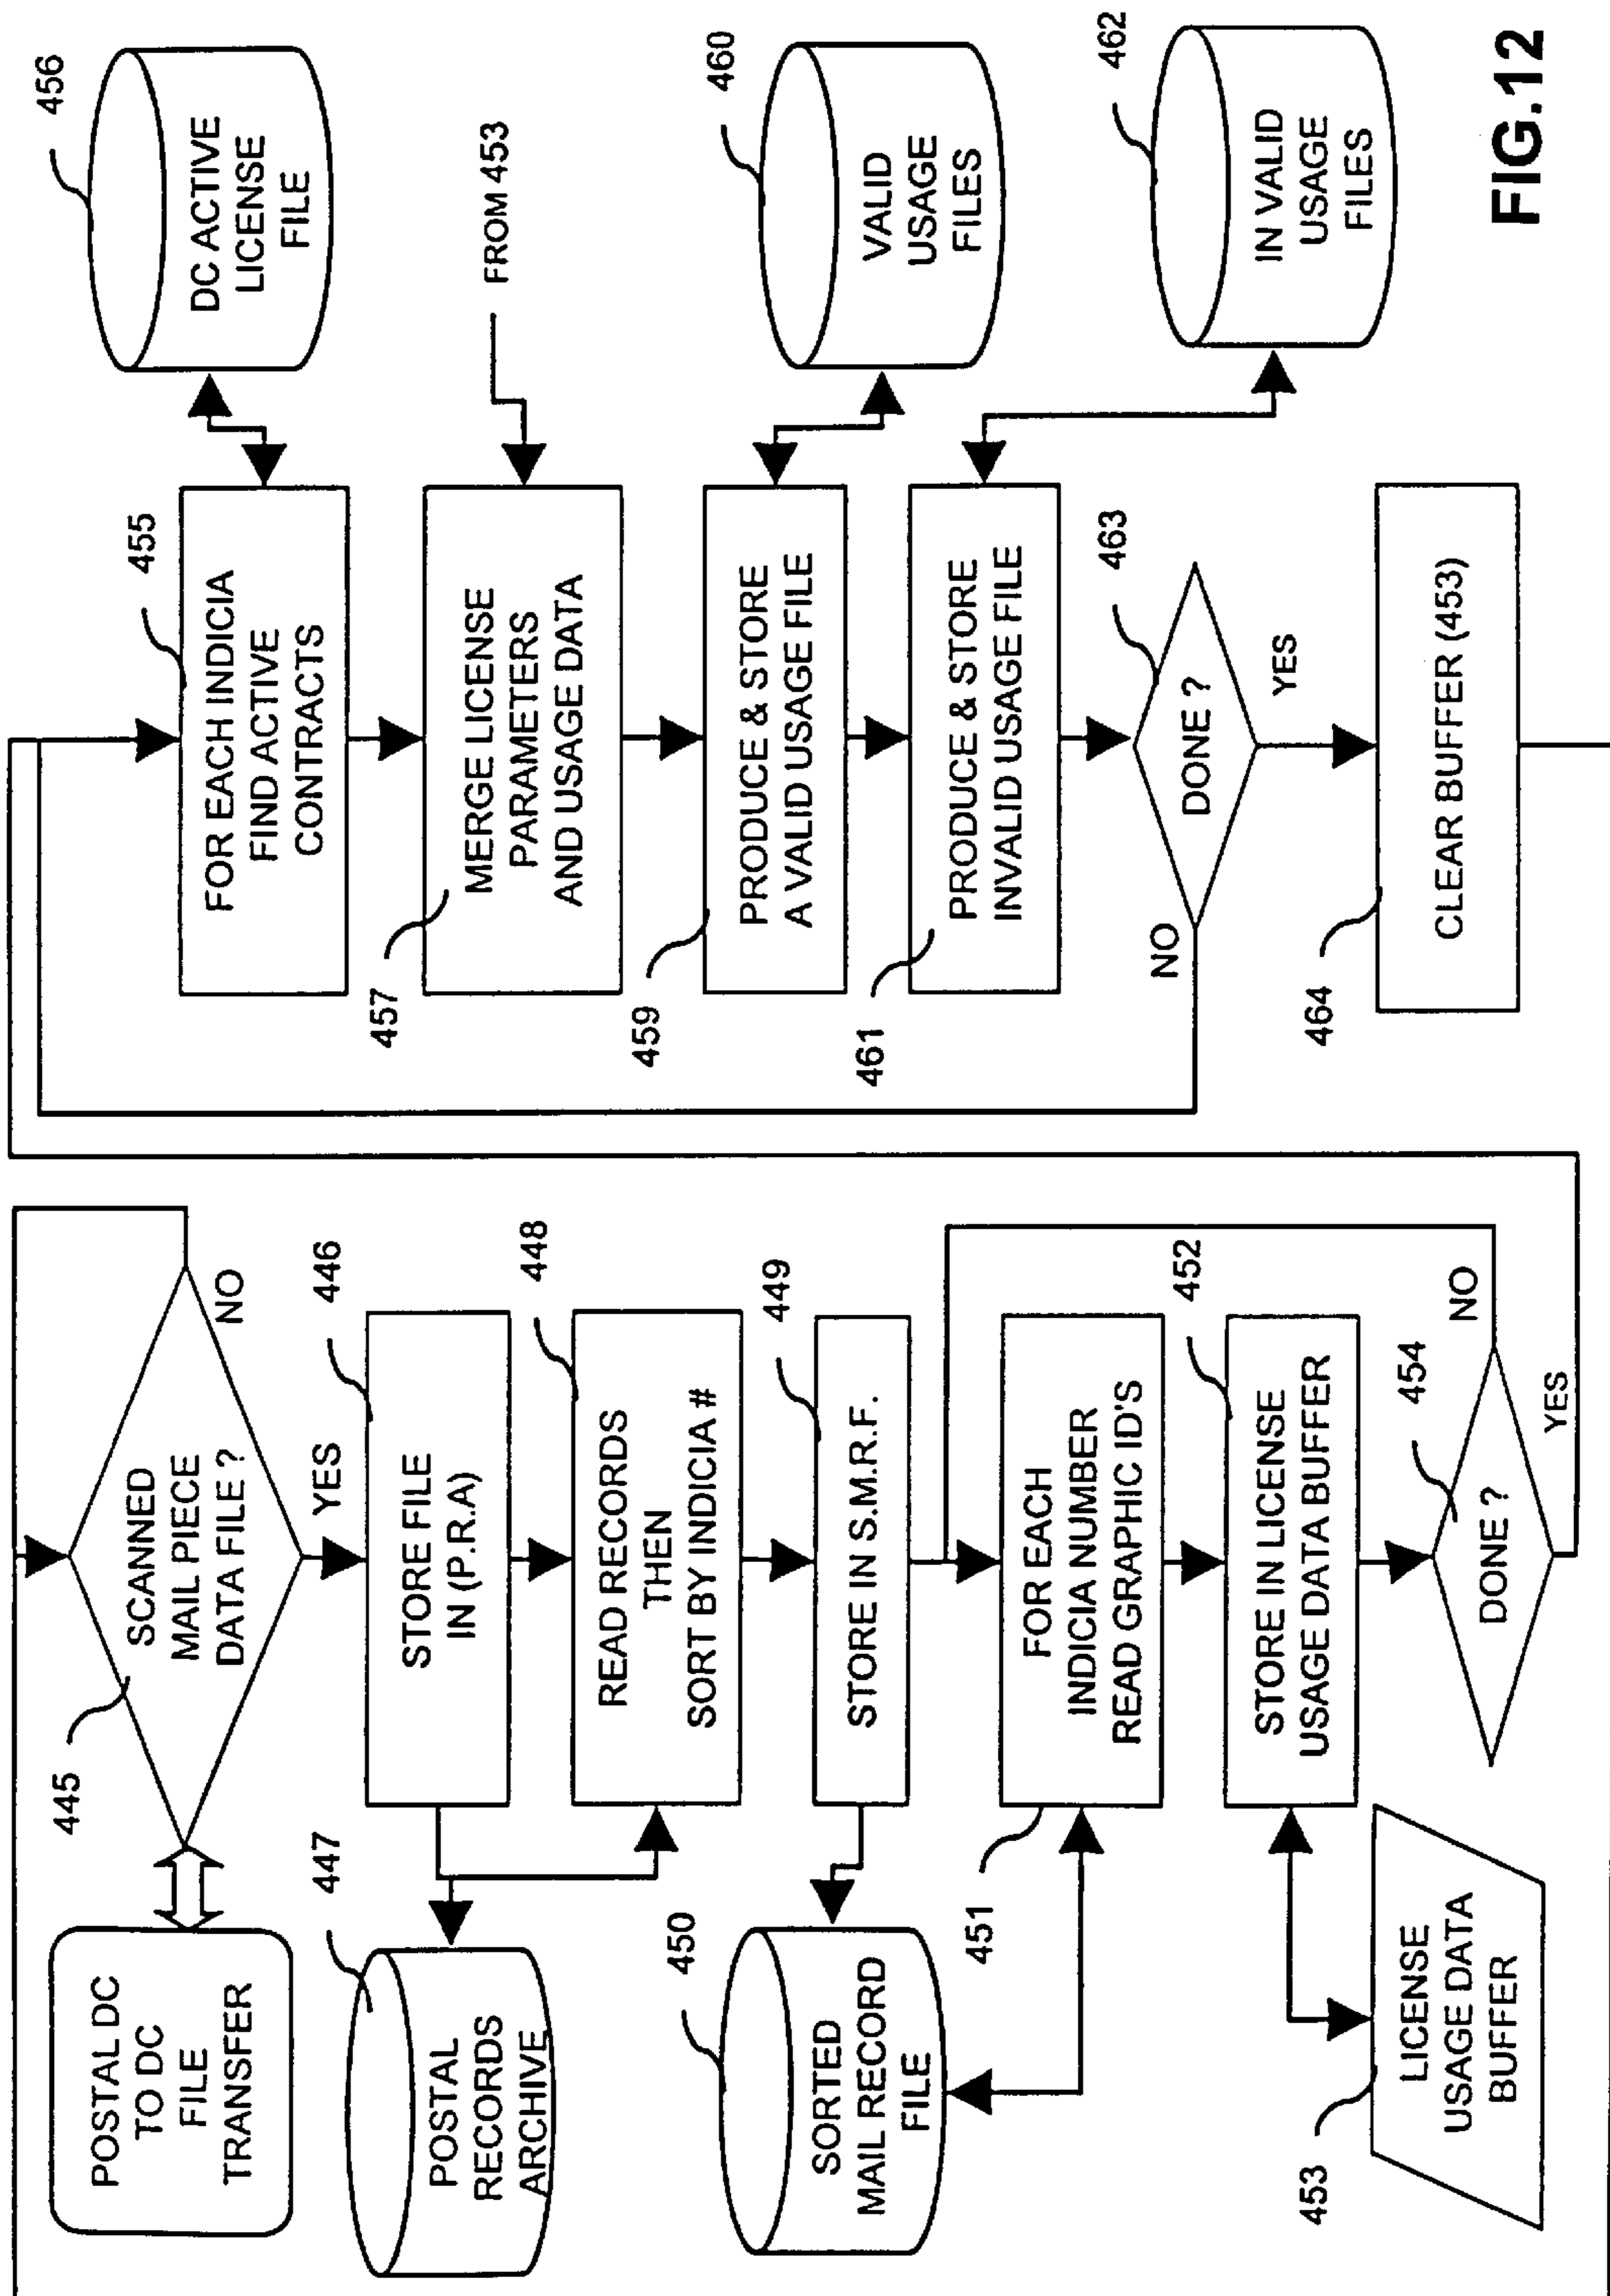 POSTAL DC
TO DC
FILE
TRANSFER
445
SCANNED
MAIL PIECE
DATA FILE ?
NO
YES
446
STORE FILE
IN (P.R.A)
447
POSTAL
RECORDS
ARCHIVE
448
READ RECORDS
THEN
SORT BY INDICIA #
449
STORE IN S.M.R.F.
450
SORTED
MAIL RECORD
FILE
451
FOR EACH
INDICIA NUMBER
READ GRAPHIC ID'S
452
STORE IN LICENSE
USAGE DATA BUFFER
453
LICENSE
USAGE DATA
BUFFER
454
DONE ?
NO
YES
455
FOR EACH INDICIA
FIND ACTIVE
CONTRACTS
456
DC ACTIVE
LICENSE
FILE
457
MERGE LICENSE
PARAMETERS
AND USAGE DATA
FROM 453
459
PRODUCE & STORE
A VALID USAGE FILE
460
VALID
USAGE
FILES
461
PRODUCE & STORE
INVALID USAGE FILE
462
IN VALID
USAGE
FILES
463
DONE ?
NO
YES
464
CLEAR BUFFER (453)
FIG.12